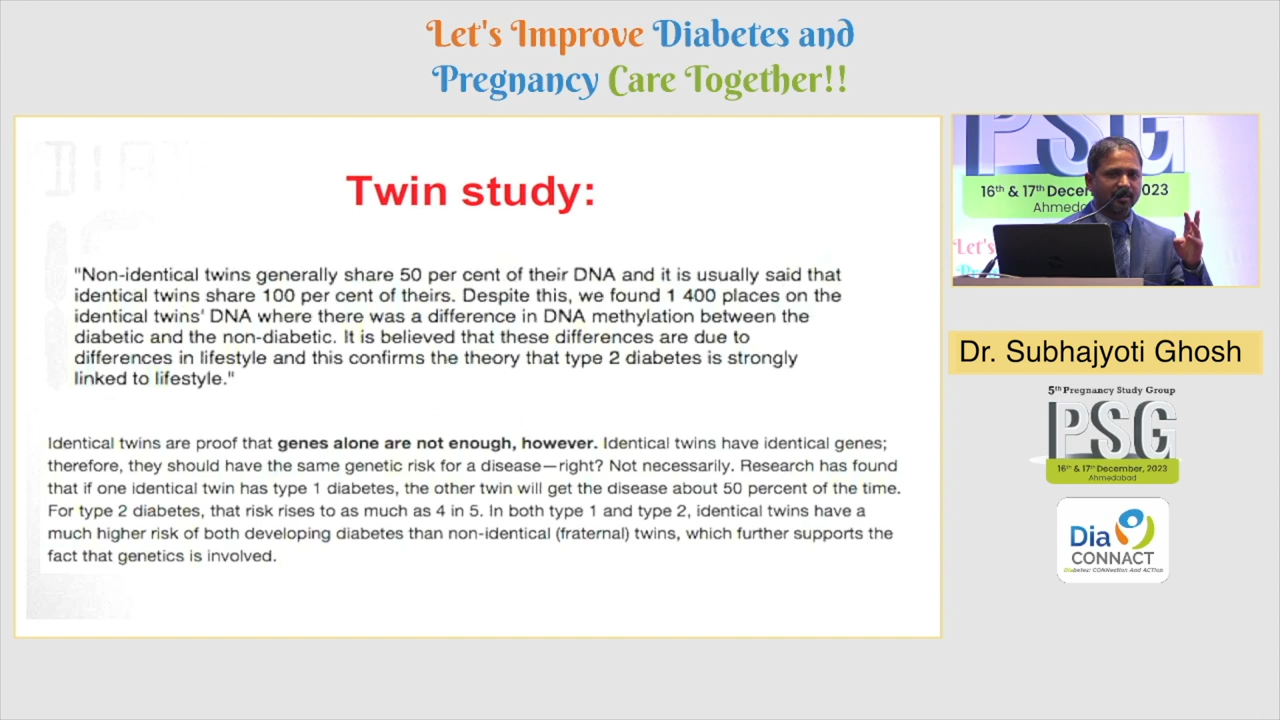 Let's Improve Diabetes and
Pregnancy Care Together!!
Twin study:
"Non-identical twins generally share 50 per cent of their DNA and it is usually said that
identical twins share 100 per cent of theirs. Despite this, we found 1 400 places on the
identical twins' DNA where there was a difference in DNA methylation between the
diabetic and the non-diabetic. It is believed that these differences are due to
differences in lifestyle and this confirms the theory that type 2 diabetes is strongly
linked to lifestyle."
Identical twins are proof that genes alone are not enough, however. Identical twins have identical genes;
therefore, they should have the same genetic risk for a disease—right? Not necessarily. Research has found
that if one identical twin has type 1 diabetes, the other twin will get the disease about 50 percent of the time.
For type 2 diabetes, that risk rises to as much as 4 in 5. In both type 1 and type 2, identical twins have a
much higher risk of both developing diabetes than non-identical (fraternal) twins, which further supports the
fact that genetics is involved.
PSG
16th & 17th Decem 2023
Ahmeda
Let's
Dr. Subhajyoti Ghosh
5th Pregnancy Study Group
PSG
16th & 17th December, 2023
Ahmedabad
Dia
CONNACT
Diabetes: CONNection And ACTion